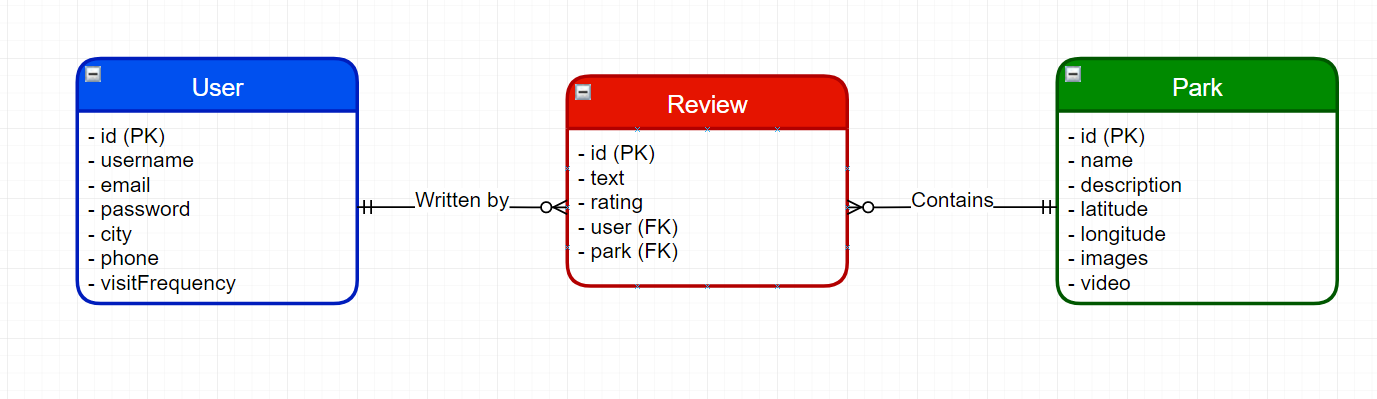 User
- id (PK)
- username
- email
- password
- city
- phone
- visitFrequency
Written by
Review
- id (PK)
- text
- rating
- user (FK)
- park (FK)
Contains
Park
- id (PK)
- name
- description
- latitude
- longitude
- images
- video